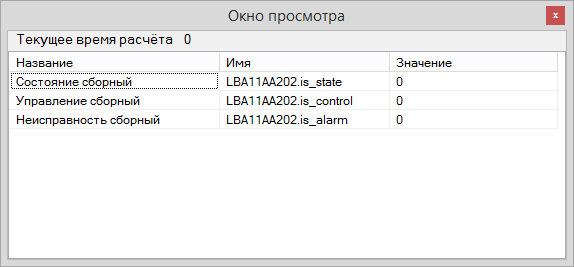 Окно просмотра
x
Текущее время расчёта 0
Название Имя Значение
Состояние сборный LBA11AA202.is_state 0
Управление сборный LBA11AA202.is_control 0
Неисправность сборный LBA11AA202.is_alarm 0